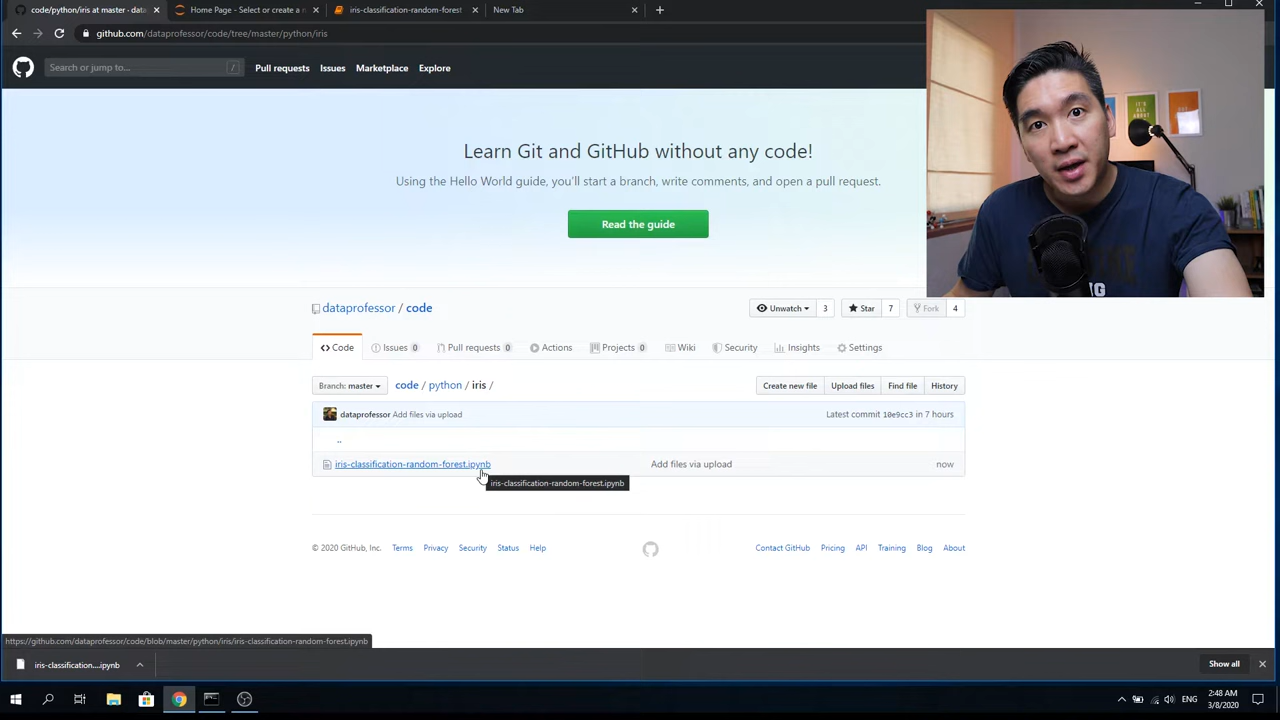 code/python/iris at master · data
Home Page - Select or create a n
iris-classification-random-forest
New Tab
github.com/dataprofessor/code/tree/master/python/iris
Search or jump to...
/
Pull requests
Issues
Marketplace
Explore
Learn Git and GitHub without any code!
Using the Hello World guide, you'll start a branch, write comments, and open a pull request.
Read the guide
IT'S
ALL
dataprofessor / code
Unwatch 3
Star 7
Fork 4
Code
Issues 0
Pull requests 0
Actions
Projects 0
Wiki
Security
Insights
Settings
Branch: master
code / python / iris /
Create new file
Upload files
Find file
History
dataprofessor Add files via upload
Latest commit 10e9cc3 in 7 hours
..
iris-classification-random-forest.ipynb
Add files via upload
now
iris-classification-random-forest.ipynb
© 2020 GitHub, Inc.
Terms
Privacy
Security
Status
Help
Contact GitHub
Pricing
API
Training
Blog
About
https://github.com/dataprofessor/code/blob/master/python/iris/iris-classification-random-forest.ipynb
iris-classification....ipynb
Show all
ENG
2:48 AM
3/8/2020